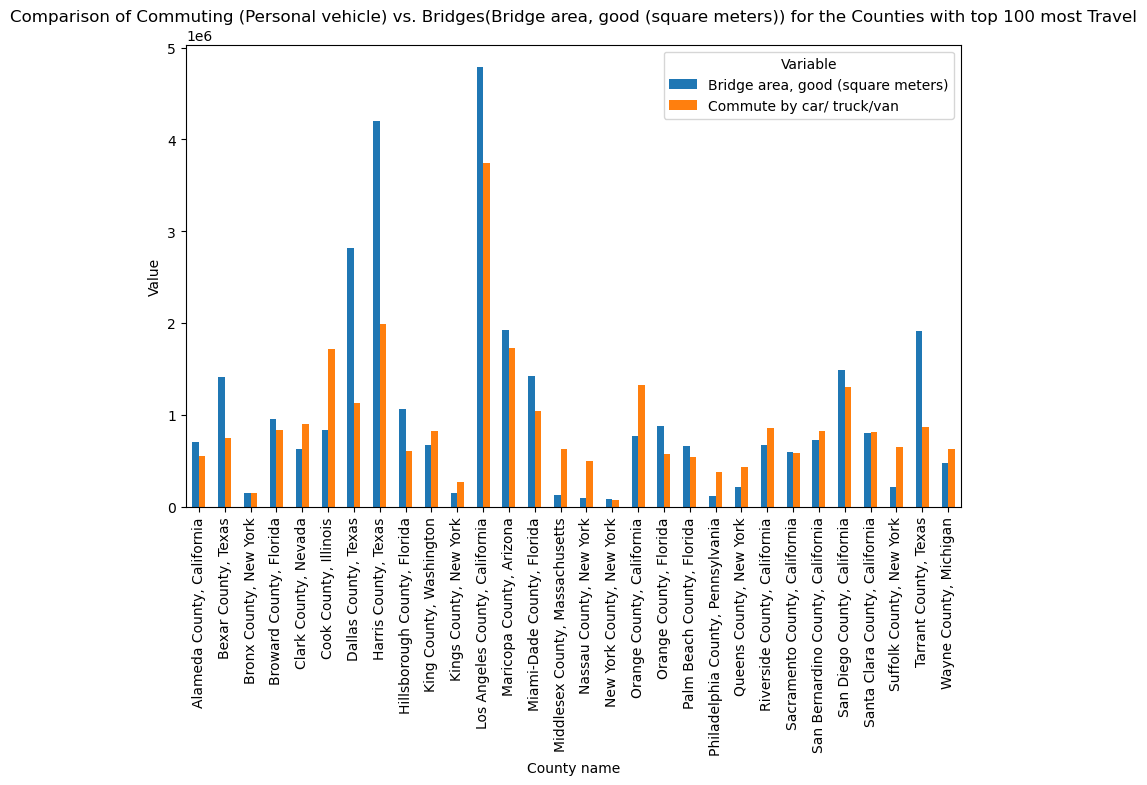 Comparison of Commuting (Personal vehicle) vs. Bridges(Bridge area, good (square meters)) for the Counties with top 100 most Travel
1e6
5
4
3
2
1
0
Value
Variable
Bridge area, good (square meters)
Commute by car/ truck/van
Alameda County, California
Bexar County, Texas
Bronx County, New York
Broward County, Florida
Clark County, Nevada
Cook County, Illinois
Dallas County, Texas
Harris County, Texas
Hillsborough County, Florida
King County, Washington
Kings County, New York
Los Angeles County, California
Maricopa County, Arizona
Miami-Dade County, Florida
Middlesex County, Massachusetts
Nassau County, New York
New York County, New York
Orange County, California
Orange County, Florida
Palm Beach County, Florida
Philadelphia County, Pennsylvania
Queens County, New York
Riverside County, California
Sacramento County, California
San Bernardino County, California
San Diego County, California
Santa Clara County, California
Suffolk County, New York
Tarrant County, Texas
Wayne County, Michigan
County name